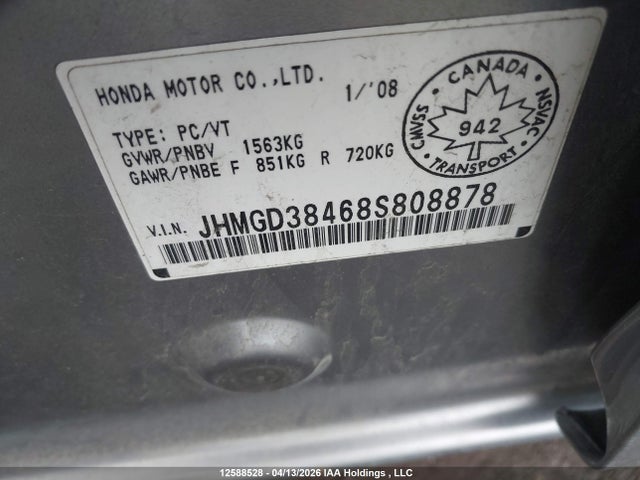 HONDA MOTOR CO.,LTD. 1/'08
TYPE: PC/VT
GVWR/PNBV 1563KG
GAWR/PNBE F 851KG R 720KG
V.I.N. JHMGD38468S808878
CANADA
CMVSS 942 NSVAC
TRANSPORT
12588528 - 04/13/2026 IAA Holdings , LLC